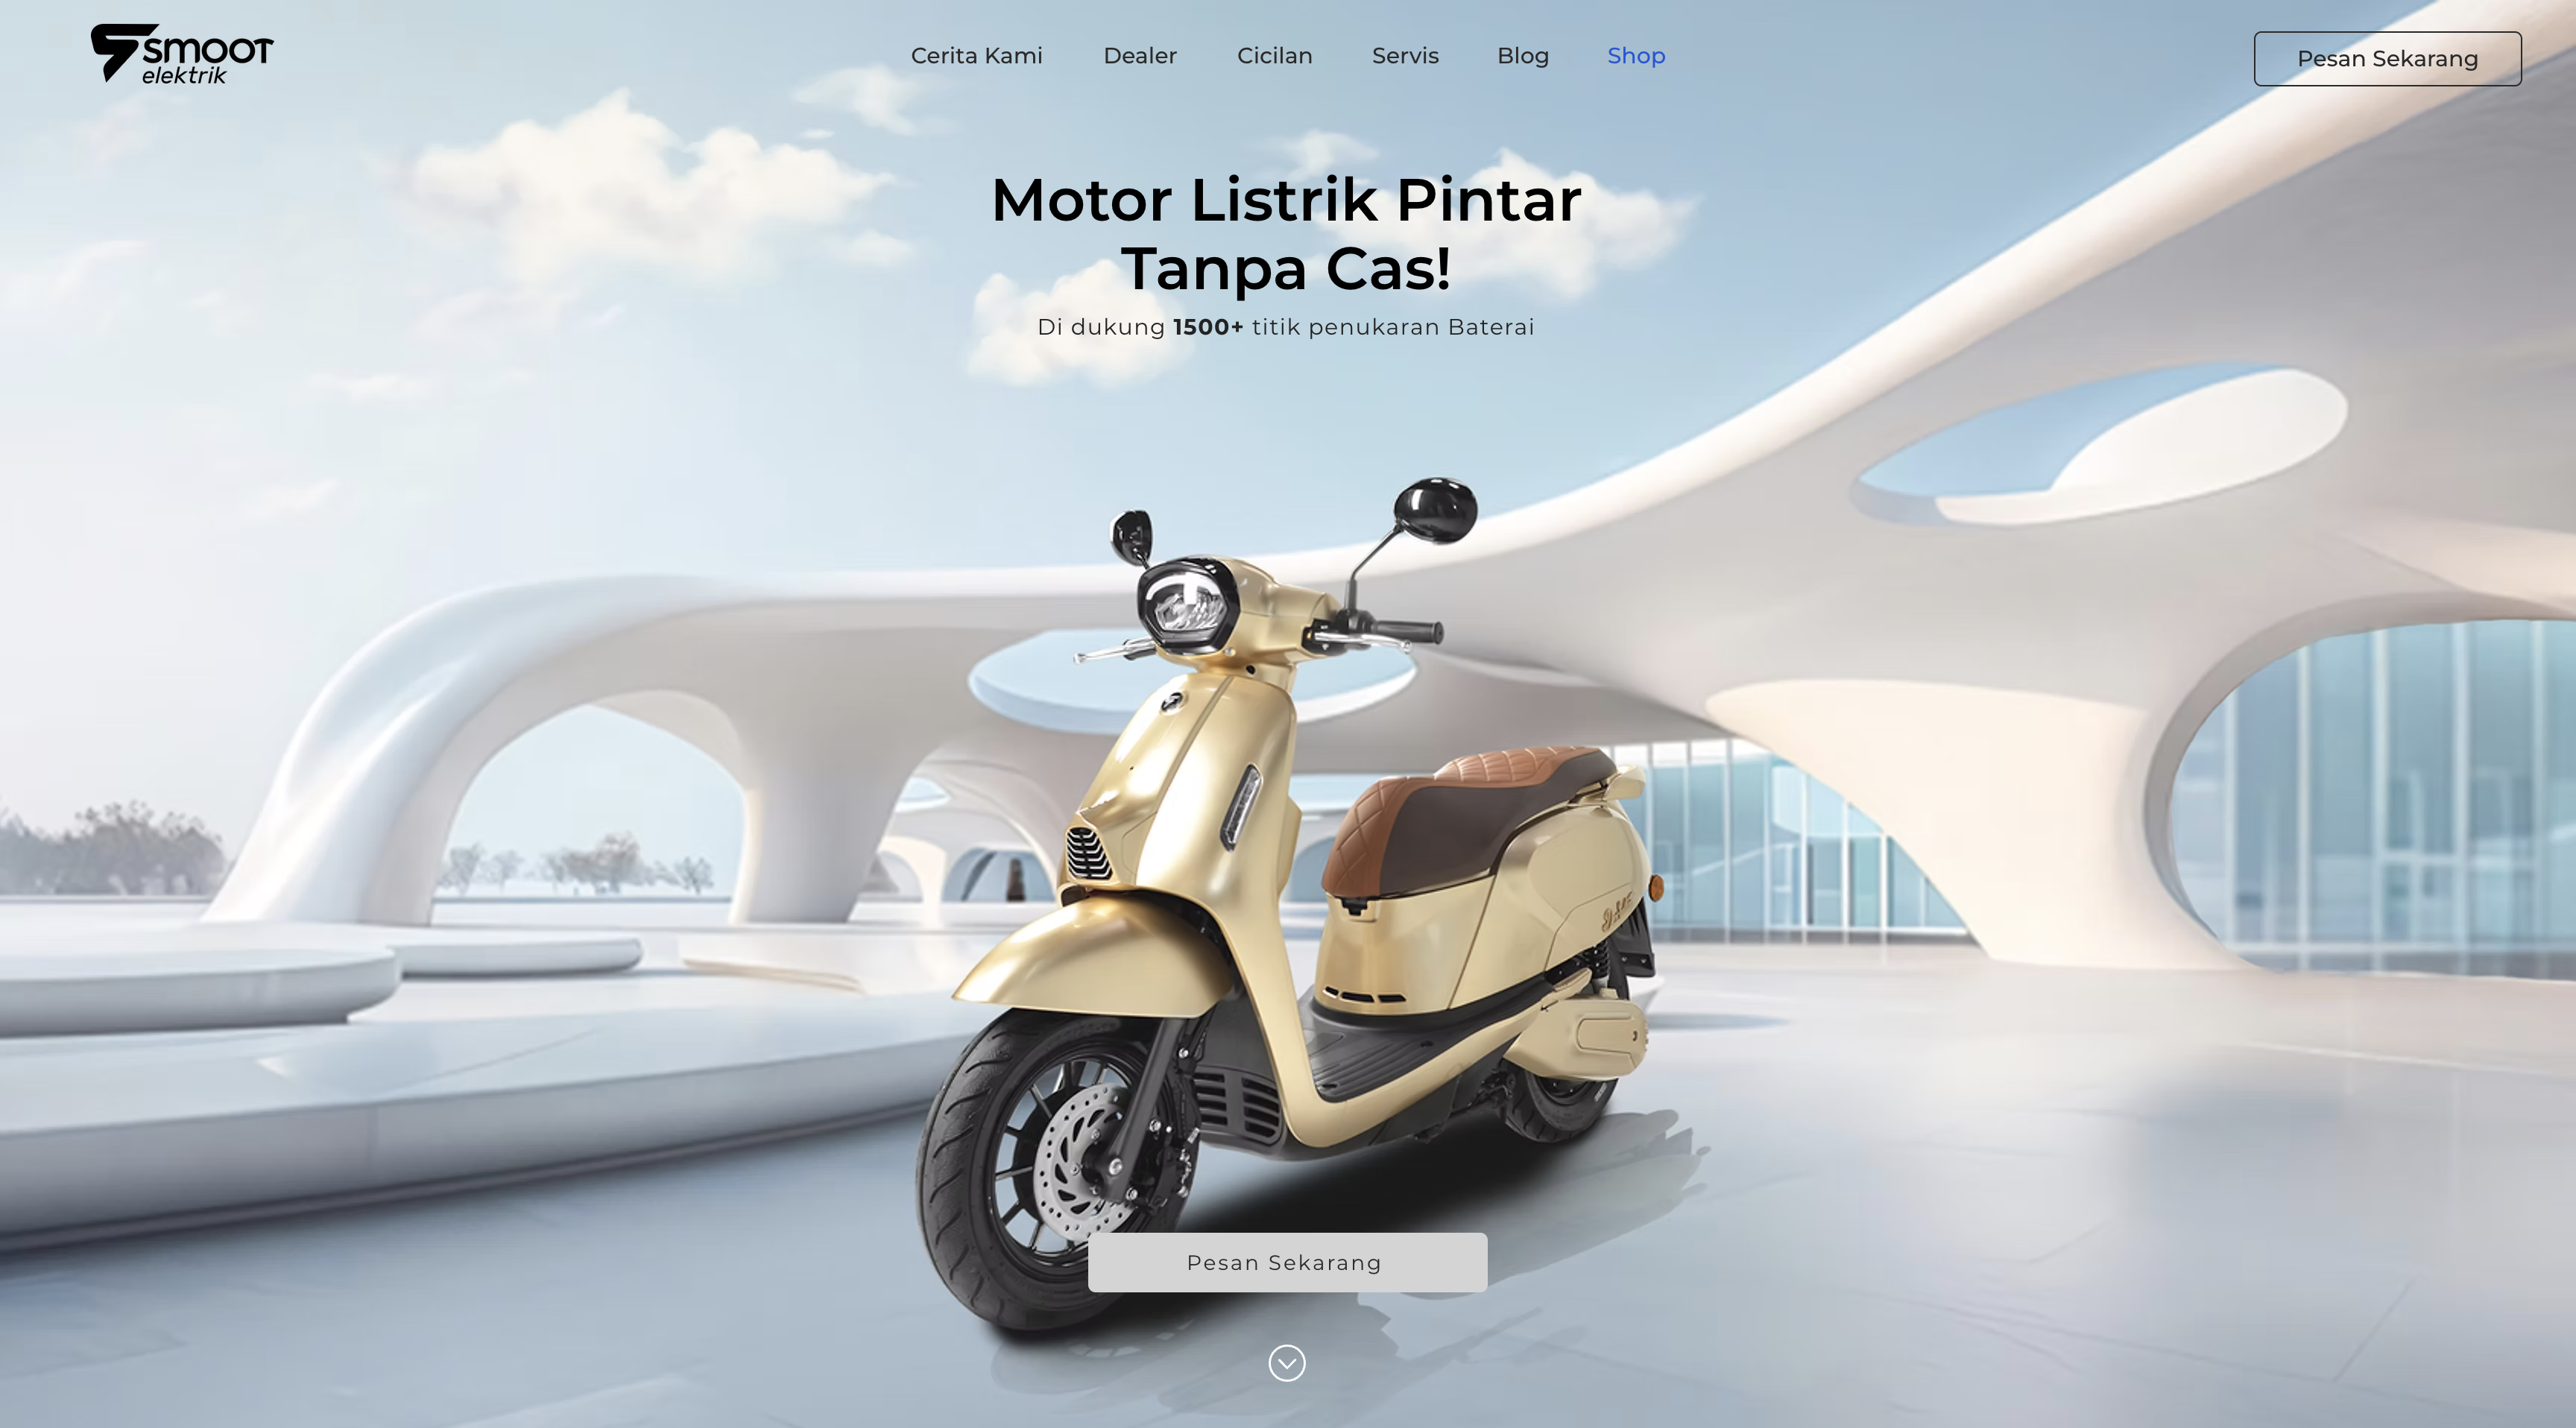 smoot
elektrik
Cerita Kami
Dealer
Cicilan
Servis
Blog
Shop
Pesan Sekarang
Motor Listrik Pintar
Tanpa Cas!
Di dukung 1500+ titik penukaran Baterai
Pesan Sekarang